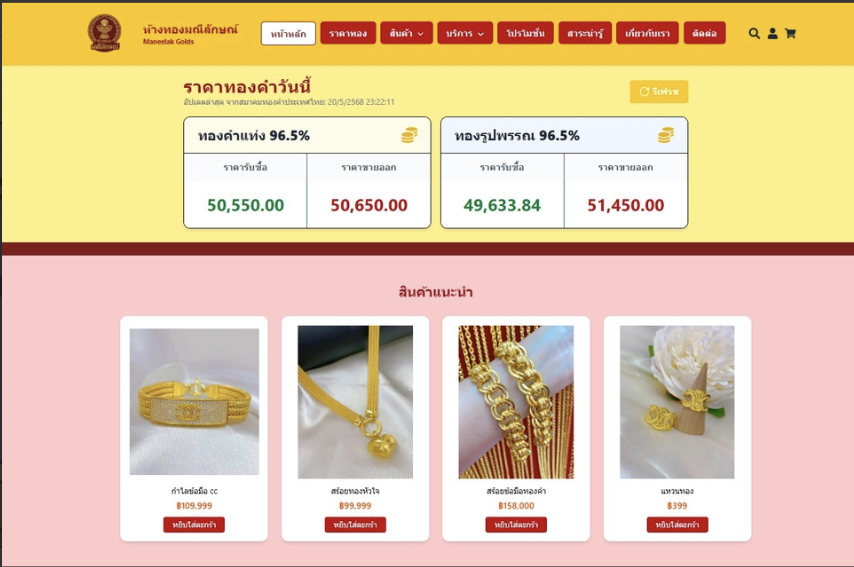 ห้างทองมณีลักษณ์
Maneelak Golds
หน้าหลัก ราคาทอง สินค้า บริการ โปรโมชั่น สาระน่ารู้ เกี่ยวกับเรา ติดต่อ
ราคาทองคำวันนี้
อัปเดตล่าสุด จากสมาคมทองคำประเทศไทย: 20/5/2568 23:22:11
รีเฟรช
ทองคำแท่ง 96.5%
ราคารับซื้อ ราคาขายออก
50,550.00 50,650.00
ทองรูปพรรณ 96.5%
ราคารับซื้อ ราคาขายออก
49,633.84 51,450.00
สินค้าแนะนำ
กำไลข้อมือ cc
฿109,999
หยิบใส่ตะกร้า
สร้อยทองหัวใจ
฿99,999
หยิบใส่ตะกร้า
สร้อยข้อมือทองคำ
฿158,000
หยิบใส่ตะกร้า
แหวนทอง
฿399
หยิบใส่ตะกร้า